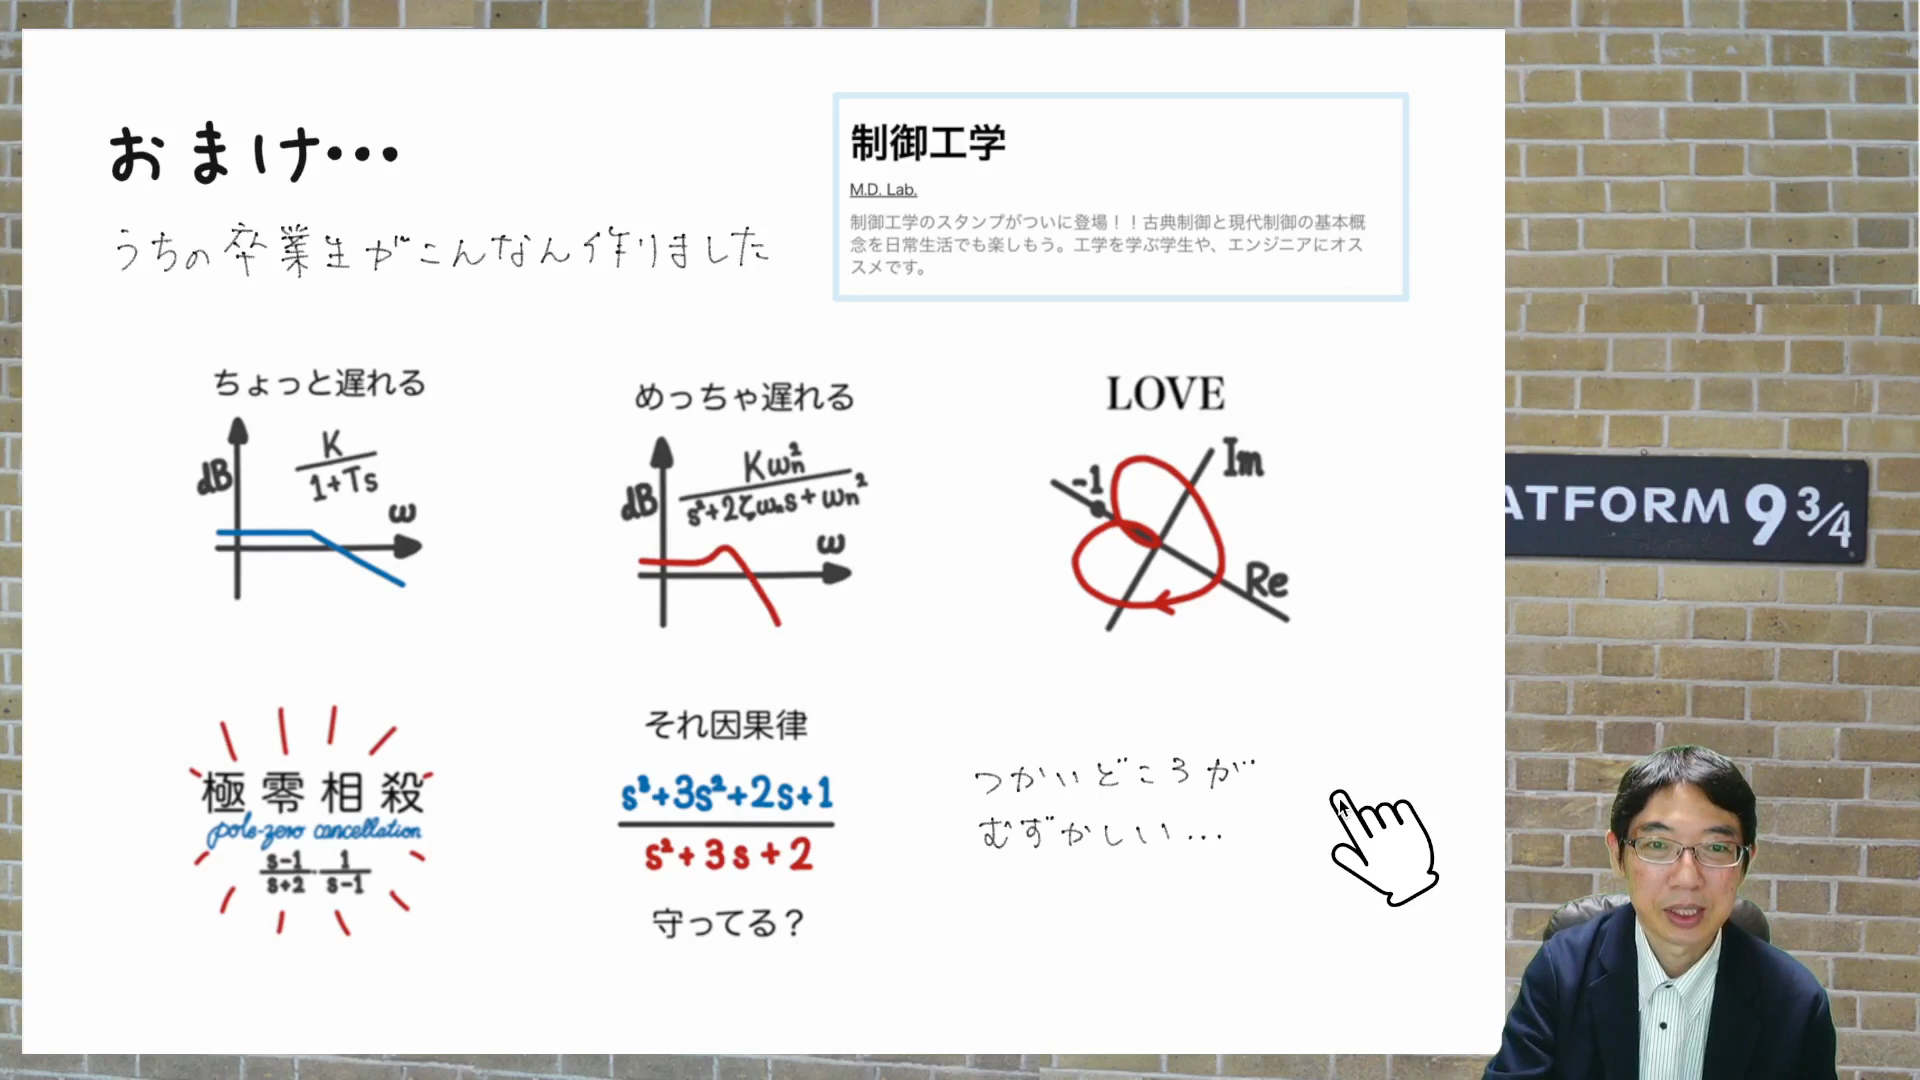 おまけ…
うちの卒業生がこんなん作りました
制御工学
M.D. Lab.
制御工学のスタンプがついに登場！！古典制御と現代制御の基本概
念を日常生活でも楽しもう。工学を学ぶ学生や、エンジニアにオス
スメです。
ちょっと遅れる
dB
K
1+Ts
ω
めっちゃ遅れる
dB
Kωn²
s²+2ζωns+ωn²
ω
LOVE
-1
Im
Re
極零相殺
pole-zero cancellation
s-1 1
s+2 · s-1
それ因果律
s³+3s²+2s+1
s²+3s+2
守ってる？
つかいどころが
むずかしい…
ATFORM 9 3/4